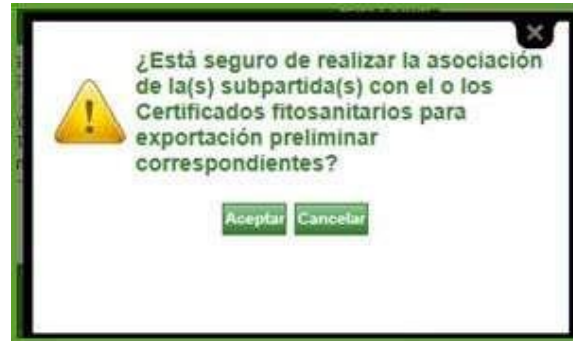 ¿Está seguro de realizar la asociación
de la(s) subpartida(s) con el o los
Certificados fitosanitarios para
exportación preliminar
correspondientes?
Aceptar Cancelar